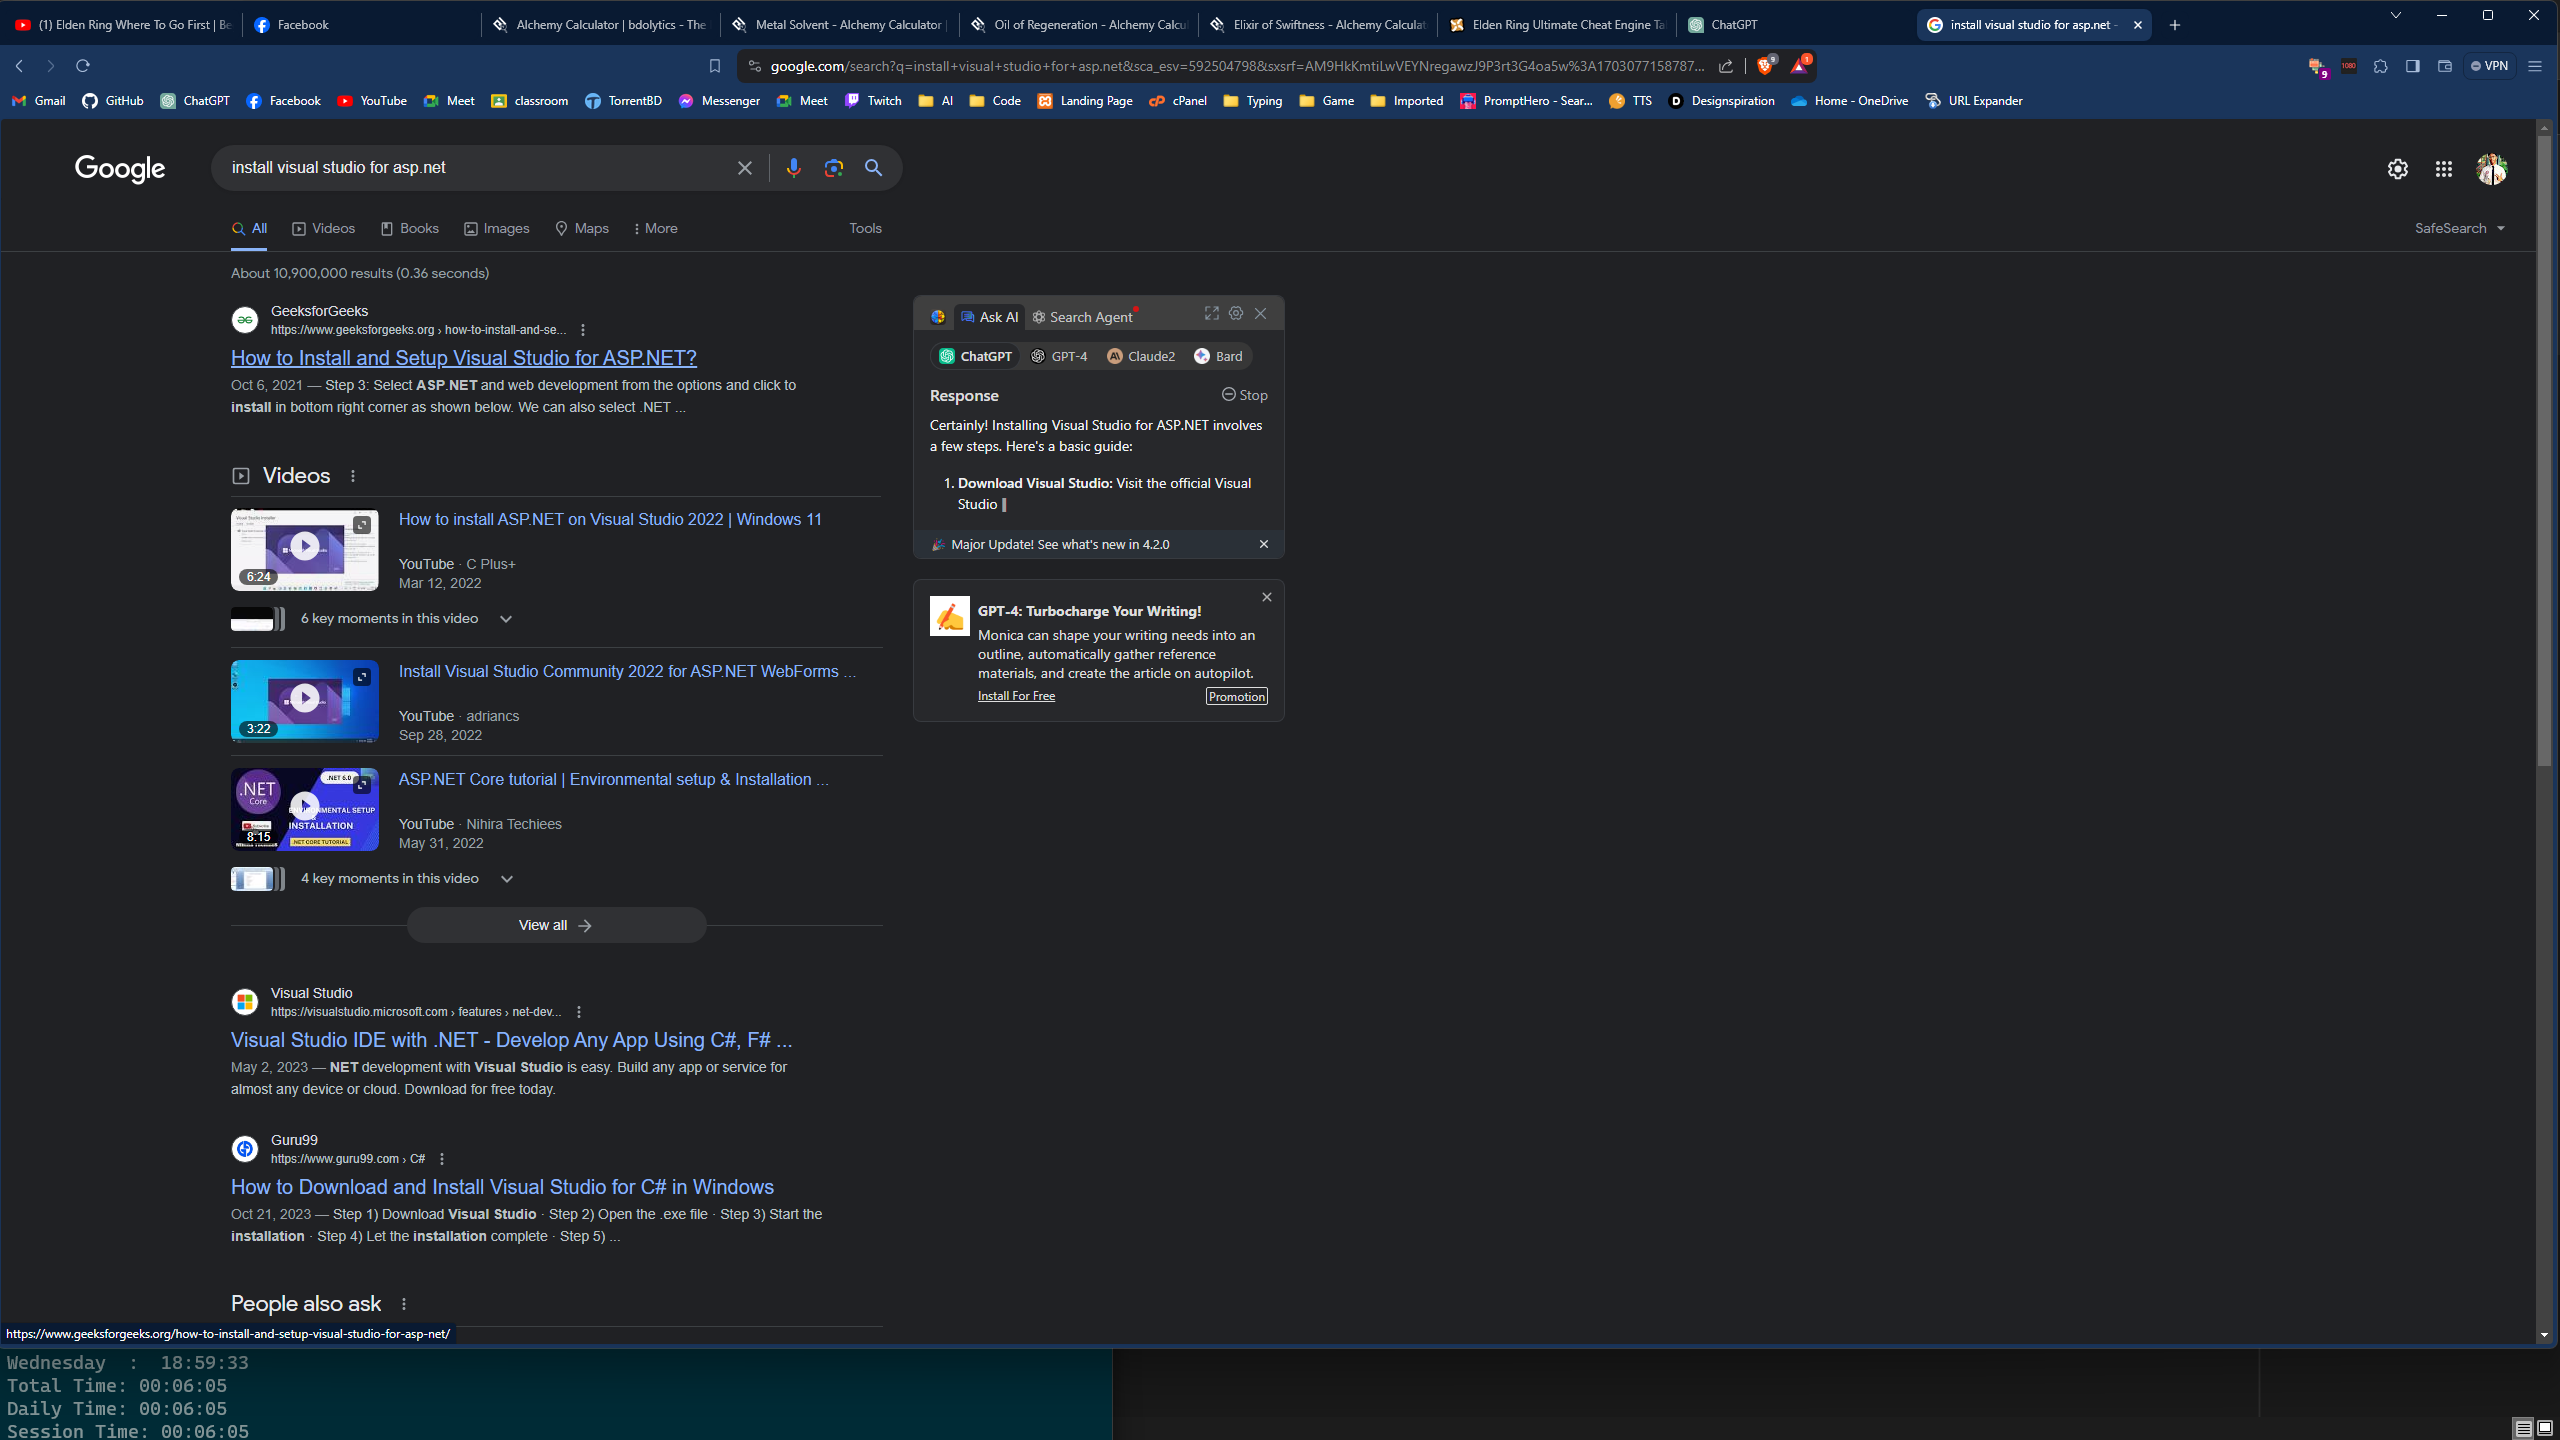 (1) Elden Ring Where To Go First | Be
Facebook
Alchemy Calculator | bdolytics - The
Metal Solvent - Alchemy Calculator |
Oil of Regeneration - Alchemy Calcul
Elixir of Swiftness - Alchemy Calculat
Elden Ring Ultimate Cheat Engine Ta
ChatGPT
install visual studio for asp.net -
google.com/search?q=install+visual+studio+for+asp.net&sca_esv=592504798&sxsrf=AM9HkKmtiLwVEYNregawzJ9P3rt3G4oa5w%3A1703077158787...
9
1
9
1080
VPN
Gmail
GitHub
ChatGPT
Facebook
YouTube
Meet
classroom
TorrentBD
Messenger
Meet
Twitch
AI
Code
Landing Page
cPanel
Typing
Game
Imported
PromptHero - Sear...
TTS
Designspiration
Home - OneDrive
URL Expander
Google
install visual studio for asp.net
All
Videos
Books
Images
Maps
More
Tools
SafeSearch
About 10,900,000 results (0.36 seconds)
GeeksforGeeks
https://www.geeksforgeeks.org › how-to-install-and-se...
How to Install and Setup Visual Studio for ASP.NET?
Oct 6, 2021 — Step 3: Select ASP.NET and web development from the options and click to
install in bottom right corner as shown below. We can also select .NET ...
Videos
How to install ASP.NET on Visual Studio 2022 | Windows 11
6:24
YouTube · C Plus+
Mar 12, 2022
6 key moments in this video
Install Visual Studio Community 2022 for ASP.NET WebForms ...
3:22
YouTube · adriancs
Sep 28, 2022
ASP.NET Core tutorial | Environmental setup & Installation ...
.NET
Core
.NET 6.0
ENVIRONMENTAL SETUP
INSTALLATION
.NET CORE TUTORIAL
8:15
YouTube · Nihira Techiees
May 31, 2022
4 key moments in this video
View all
Visual Studio
https://visualstudio.microsoft.com › features › net-dev...
Visual Studio IDE with .NET - Develop Any App Using C#, F# ...
May 2, 2023 — NET development with Visual Studio is easy. Build any app or service for
almost any device or cloud. Download for free today.
Guru99
https://www.guru99.com › C#
How to Download and Install Visual Studio for C# in Windows
Oct 21, 2023 — Step 1) Download Visual Studio · Step 2) Open the .exe file · Step 3) Start the
installation · Step 4) Let the installation complete · Step 5) ...
People also ask
Ask AI
Search Agent
ChatGPT
GPT-4
Claude2
Bard
Response
Stop
Certainly! Installing Visual Studio for ASP.NET involves
a few steps. Here's a basic guide:
1. Download Visual Studio: Visit the official Visual
Studio
Major Update! See what's new in 4.2.0
GPT-4: Turbocharge Your Writing!
Monica can shape your writing needs into an
outline, automatically gather reference
materials, and create the article on autopilot.
Install For Free
Promotion
https://www.geeksforgeeks.org/how-to-install-and-setup-visual-studio-for-asp-net/
Wednesday  :  18:59:33
Total Time: 00:06:05
Daily Time: 00:06:05
Session Time: 00:06:05